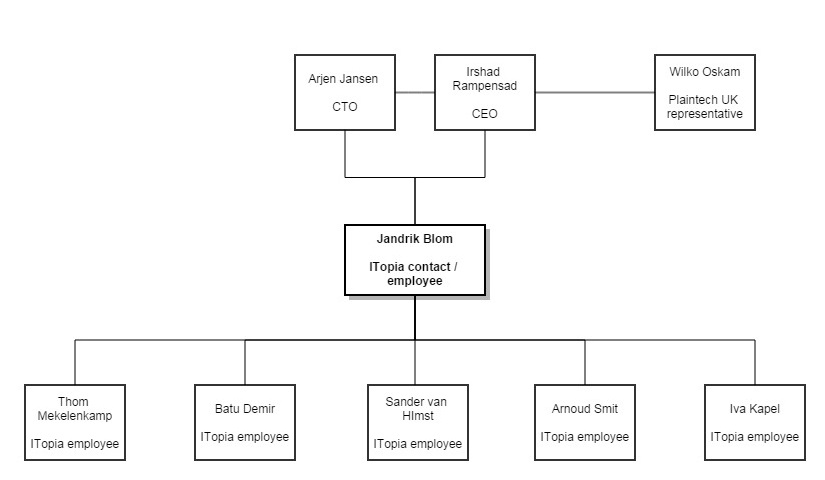 Arjen Jansen
CTO
Irshad
Rampensad
CEO
Wilko Oskam
Plaintech UK
representative
Jandrik Blom
ITopia contact /
employee
Thom
Mekelenkamp
ITopia employee
Batu Demir
ITopia employee
Sander van
HImst
ITopia employee
Arnoud Smit
ITopia employee
Iva Kapel
ITopia employee